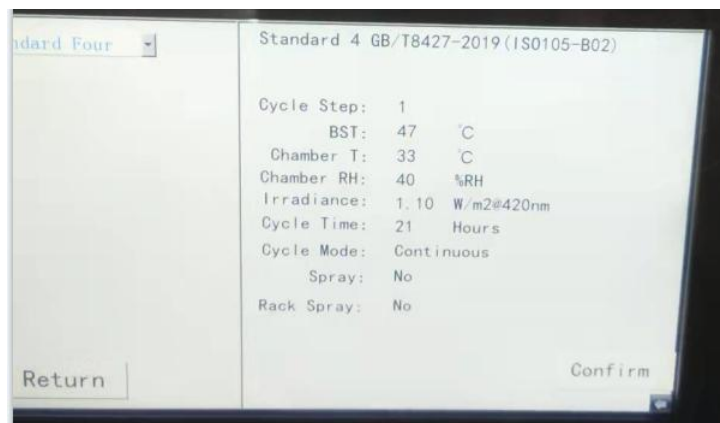 dard Four
Standard 4 GB/T8427-2019(ISO105-B02)
Cycle Step: 1
BST: 47 °C
Chamber T: 33 °C
Chamber RH: 40 %RH
Irradiance: 1.10 W/m2@420nm
Cycle Time: 21 Hours
Cycle Mode: Continuous
Spray: No
Rack Spray: No
Return
Confirm